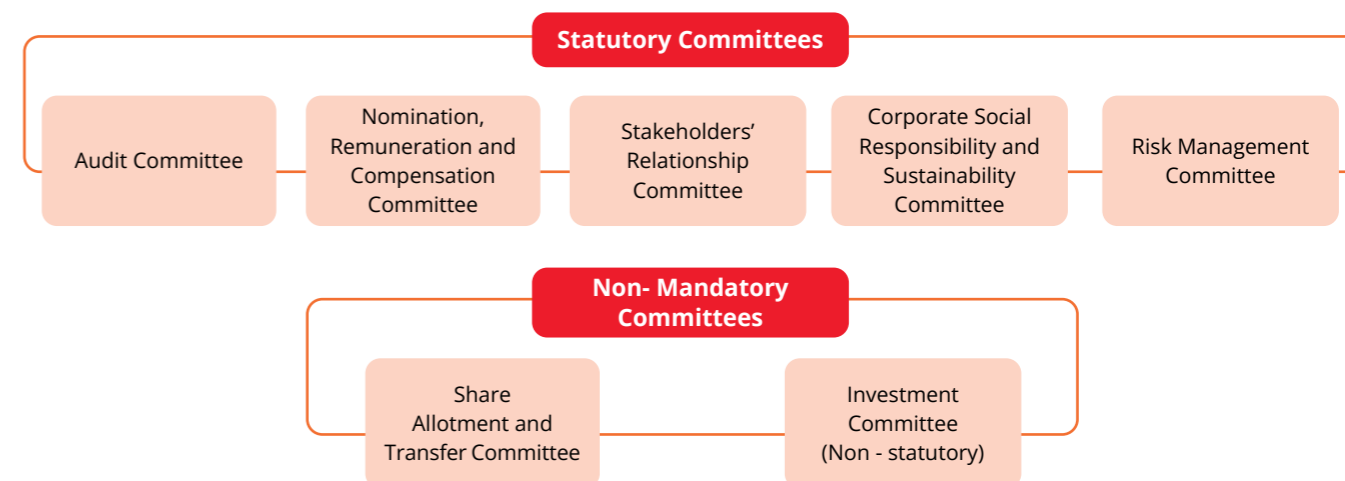 Statutory Committees
Audit Committee
Nomination,
Remuneration and
Compensation
Committee
Stakeholders’
Relationship
Committee
Corporate Social
Responsibility and
Sustainability
Committee
Risk Management
Committee
Non- Mandatory
Committees
Share
Allotment and
Transfer Committee
Investment
Committee
(Non - statutory)